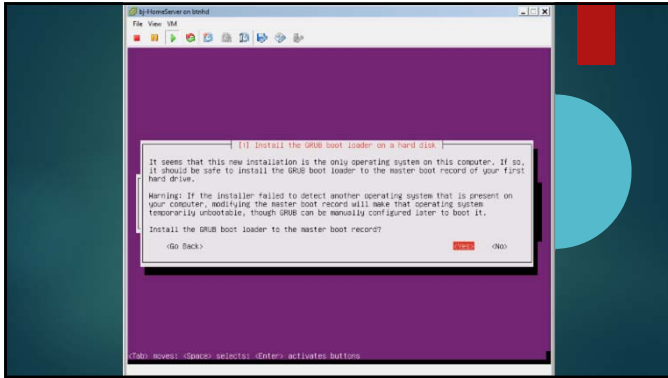 kj-HomeServer on btnhd
File View VM
[!] Install the GRUB boot loader on a hard disk
It seems that this new installation is the only operating system on this computer. If so,
it should be safe to install the GRUB boot loader to the master boot record of your first
hard drive.
Warning: If the installer failed to detect another operating system that is present on
your computer, modifying the master boot record will make that operating system
temporarily unbootable, though GRUB can be manually configured later to boot it.
Install the GRUB boot loader to the master boot record?
<Go Back> <Yes> <No>
<Tab> moves; <Space> selects; <Enter> activates buttons